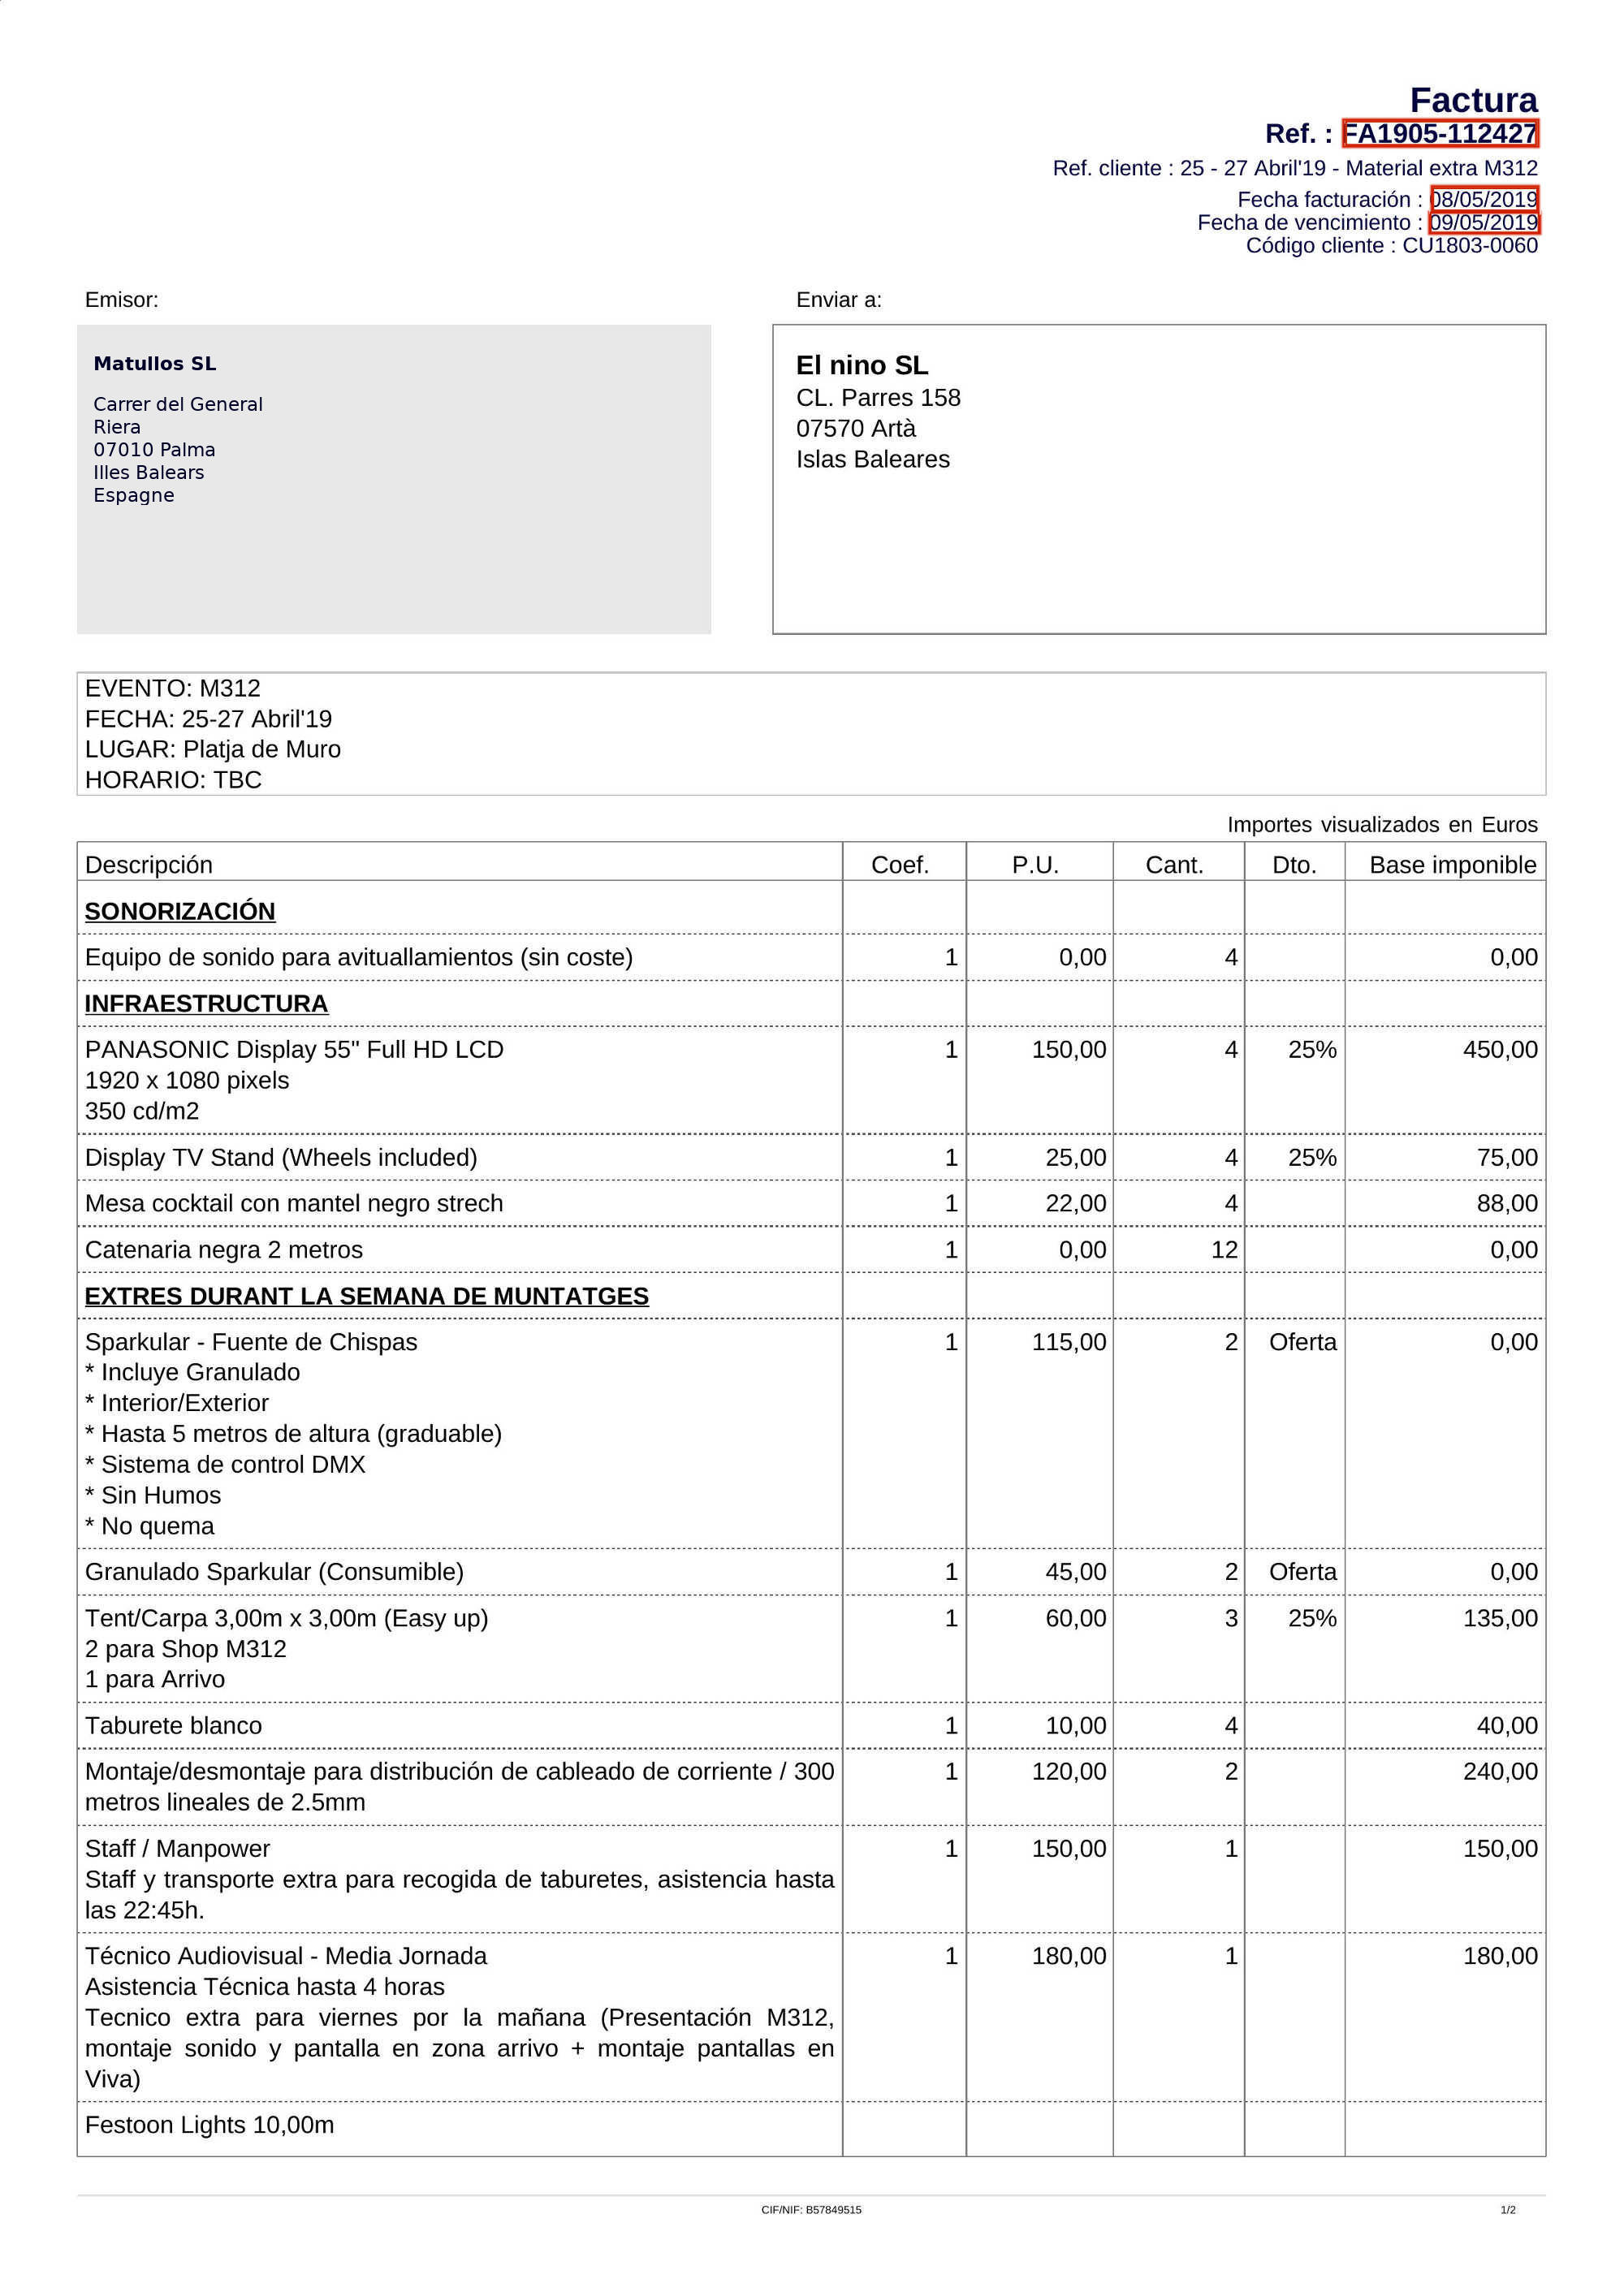 Factura
Ref. : FA1905-112427
Ref. cliente : 25 - 27 Abril'19 - Material extra M312
Fecha facturación : 08/05/2019
Fecha de vencimiento : 09/05/2019
Código cliente : CU1803-0060
Emisor:
Matullos SL
Carrer del General
Riera
07010 Palma
Illes Balears
Espagne
Enviar a:
El nino SL
CL. Parres 158
07570 Artà
Islas Baleares
EVENTO: M312
FECHA: 25-27 Abril'19
LUGAR: Platja de Muro
HORARIO: TBC
Importes visualizados en Euros
Descripción Coef. P.U. Cant. Dto. Base imponible
SONORIZACIÓN
Equipo de sonido para avituallamientos (sin coste) 1 0,00 4 0,00
INFRAESTRUCTURA
PANASONIC Display 55" Full HD LCD 1 150,00 4 25% 450,00
1920 x 1080 pixels
350 cd/m2
Display TV Stand (Wheels included) 1 25,00 4 25% 75,00
Mesa cocktail con mantel negro strech 1 22,00 4 88,00
Catenaria negra 2 metros 1 0,00 12 0,00
EXTRES DURANT LA SEMANA DE MUNTATGES
Sparkular - Fuente de Chispas 1 115,00 2 Oferta 0,00
* Incluye Granulado
* Interior/Exterior
* Hasta 5 metros de altura (graduable)
* Sistema de control DMX
* Sin Humos
* No quema
Granulado Sparkular (Consumible) 1 45,00 2 Oferta 0,00
Tent/Carpa 3,00m x 3,00m (Easy up) 1 60,00 3 25% 135,00
2 para Shop M312
1 para Arrivo
Taburete blanco 1 10,00 4 40,00
Montaje/desmontaje para distribución de cableado de corriente / 300 1 120,00 2 240,00
metros lineales de 2.5mm
Staff / Manpower 1 150,00 1 150,00
Staff y transporte extra para recogida de taburetes, asistencia hasta
las 22:45h.
Técnico Audiovisual - Media Jornada 1 180,00 1 180,00
Asistencia Técnica hasta 4 horas
Tecnico extra para viernes por la mañana (Presentación M312,
montaje sonido y pantalla en zona arrivo + montaje pantallas en
Viva)
Festoon Lights 10,00m
CIF/NIF: B57849515 1/2